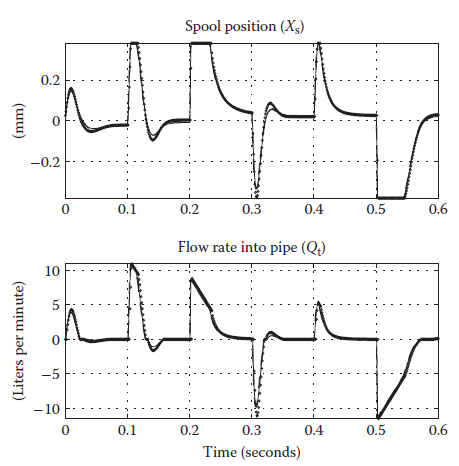 Spool position (Xs)
(mm)
0.2
0
−0.2
0 0.1 0.2 0.3 0.4 0.5 0.6
Flow rate into pipe (Qt)
(Liters per minute)
10
5
0
−5
−10
0 0.1 0.2 0.3 0.4 0.5 0.6
Time (seconds)